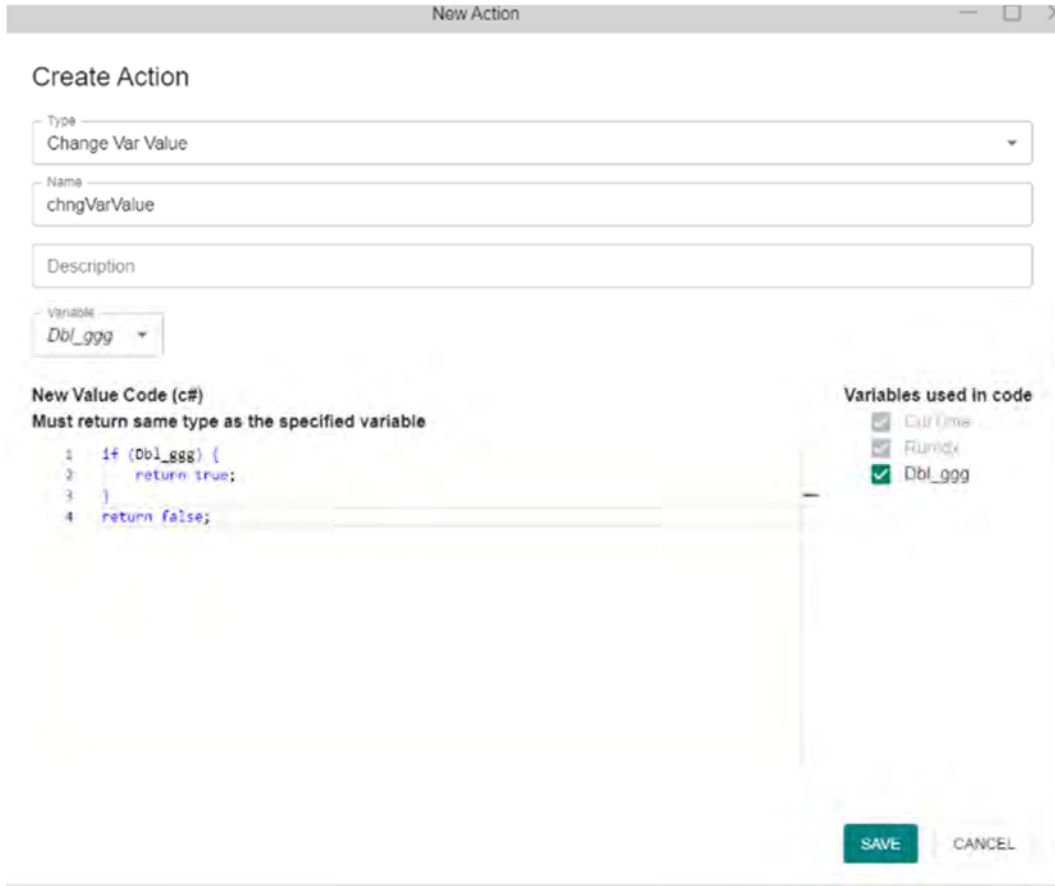 New Action
Create Action
Type
Change Var Value
Name
chngVarValue
Description
Variable
Dbl_ggg
New Value Code (c#)
Must return same type as the specified variable
Variables used in code
CurTime
RunIdx
Dbl_ggg
1 if (Dbl_ggg) {
2 return true;
3 }
4 return false;
SAVE
CANCEL